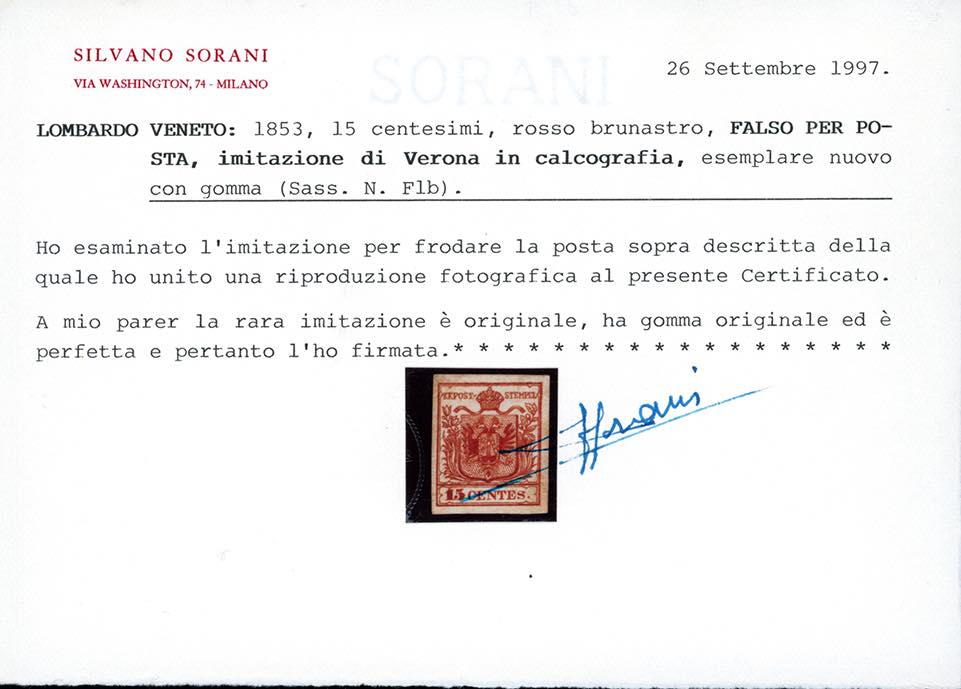 SILVANO SORANI
VIA WASHINGTON, 74 - MILANO
SORANI
26 Settembre 1997.
LOMBARDO VENETO: 1853, 15 centesimi, rosso brunastro, FALSO PER PO-
STA, imitazione di Verona in calcografia, esemplare nuovo
con gomma (Sass. N. F1b).
Ho esaminato l'imitazione per frodare la posta sopra descritta della
quale ho unito una riproduzione fotografica al presente Certificato.
A mio parer la rara imitazione è originale, ha gomma originale ed è
perfetta e pertanto l'ho firmata.* * * * * * * * * * * * * * * * * *
KKPOST-STEMPEL
15 CENTES.
Sorani